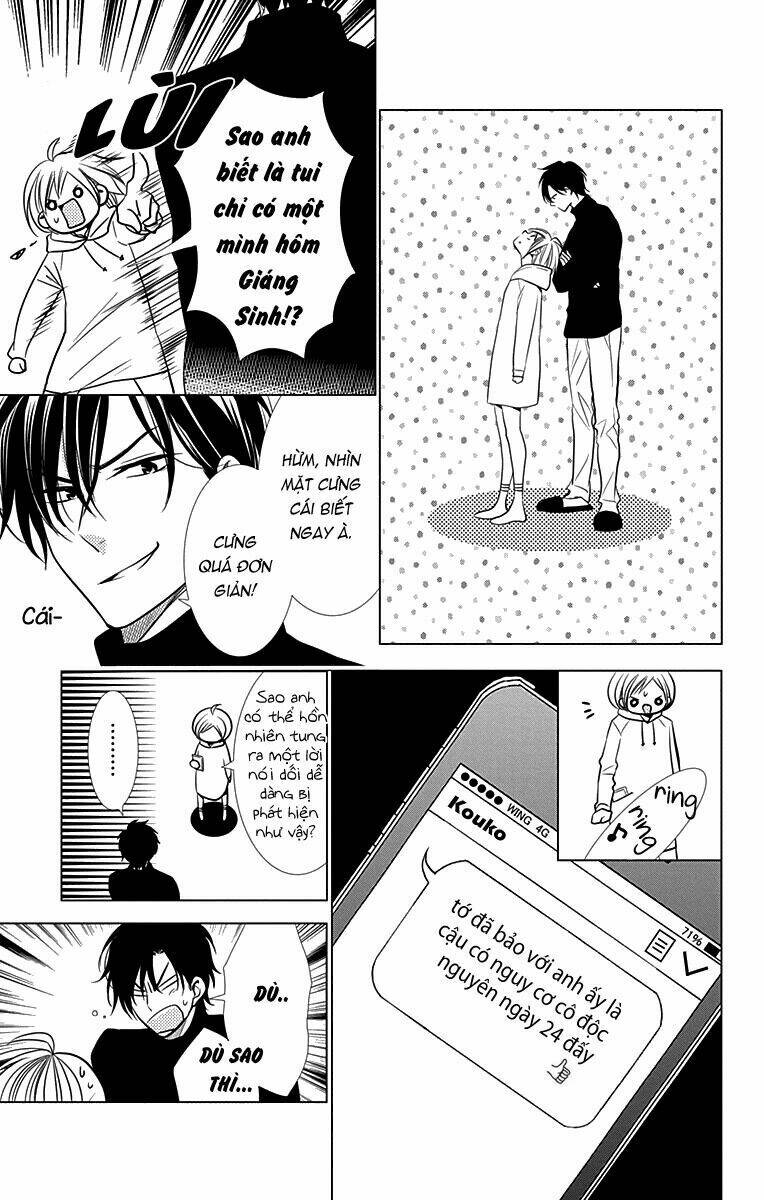 LÙI
Sao anh
biết là tui
chỉ có một
mình hôm
Giáng
Sinh!?
HỪM, NHÌN
MẶT CƯNG
CÁI BIẾT
NGAY À.
CƯNG
QUÁ ĐƠN
GIẢN!
Cái-
ring
ring
WING 4G
71%
Kouko
tớ đã bảo với anh ấy là
cậu có nguy cơ cô độc
nguyên ngày 24 đấy
Sao anh
có thể hồn
nhiên tung
ra một lời
nói dối dễ
dàng bị
phát hiện
như vậy?
.........
DÙ..
DÙ SAO
THÌ...